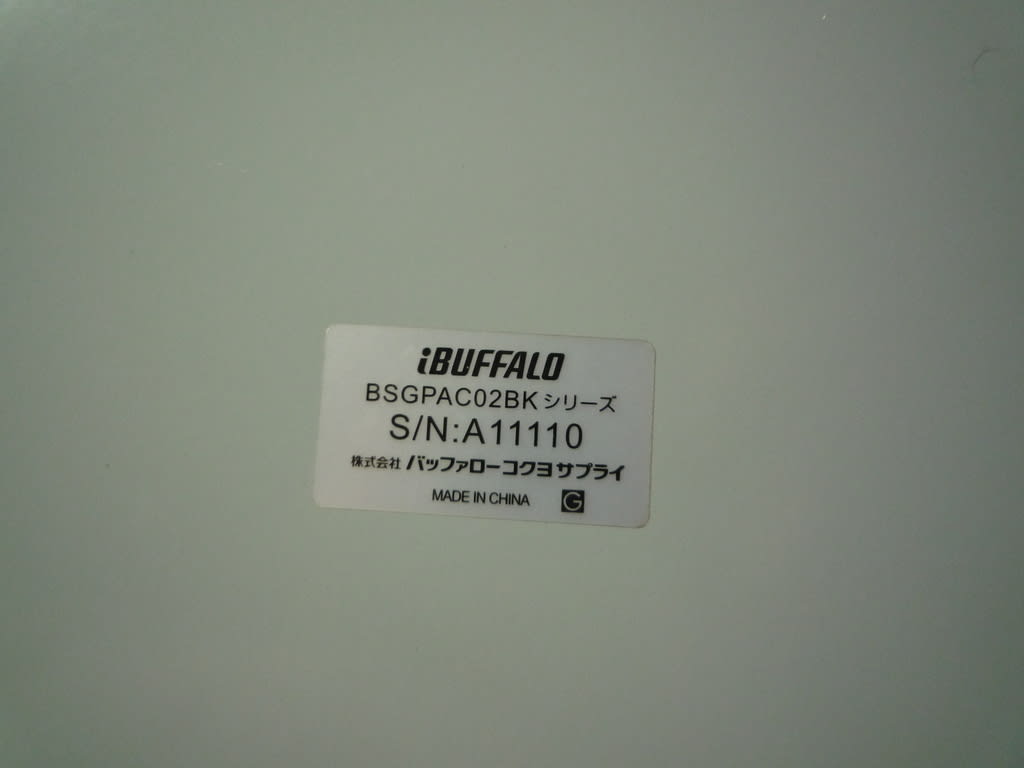 iBUFFALO
BSGPAC02BK シリーズ
S/N:A11110
株式会社 バッファローコクヨサプライ
MADE IN CHINA G